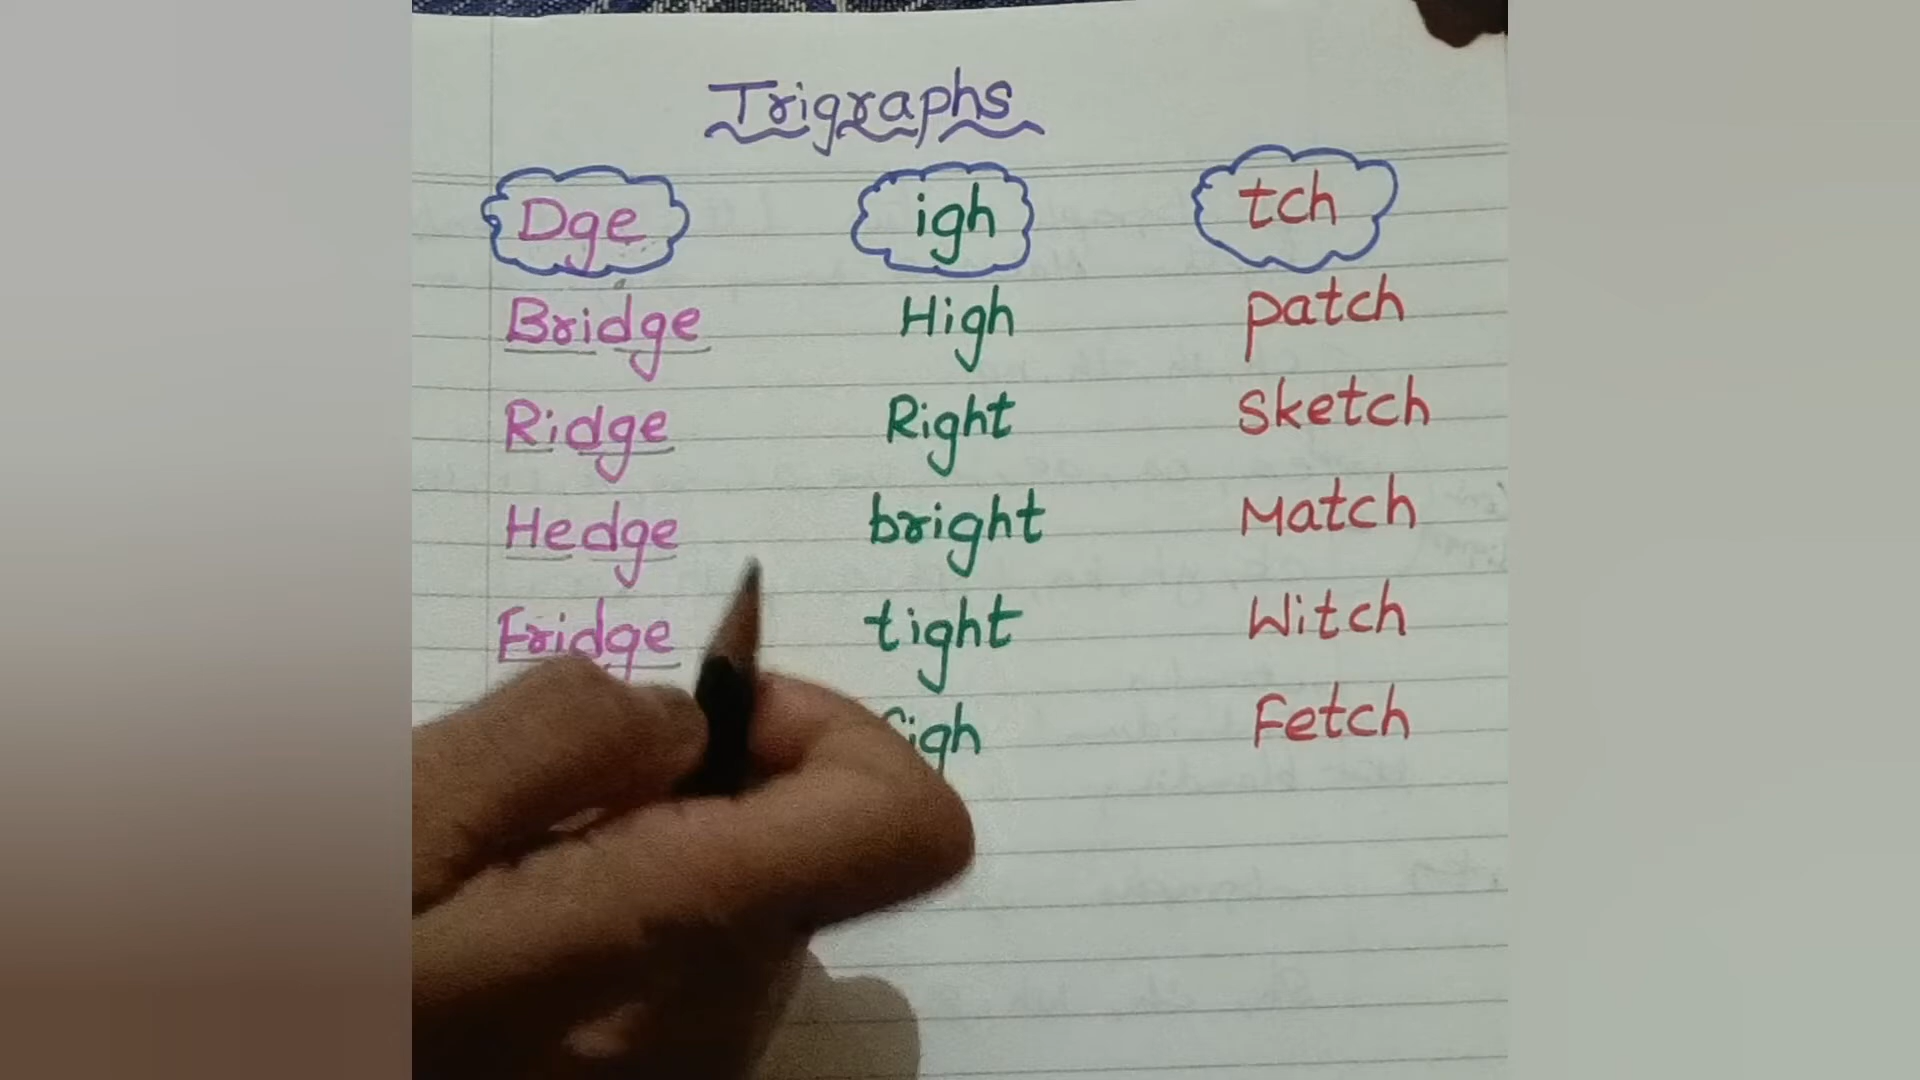 Trigraphs
Dge igh tch
Bridge High patch
Ridge Right Sketch
Hedge bright Match
Fridge tight Witch
Fetch